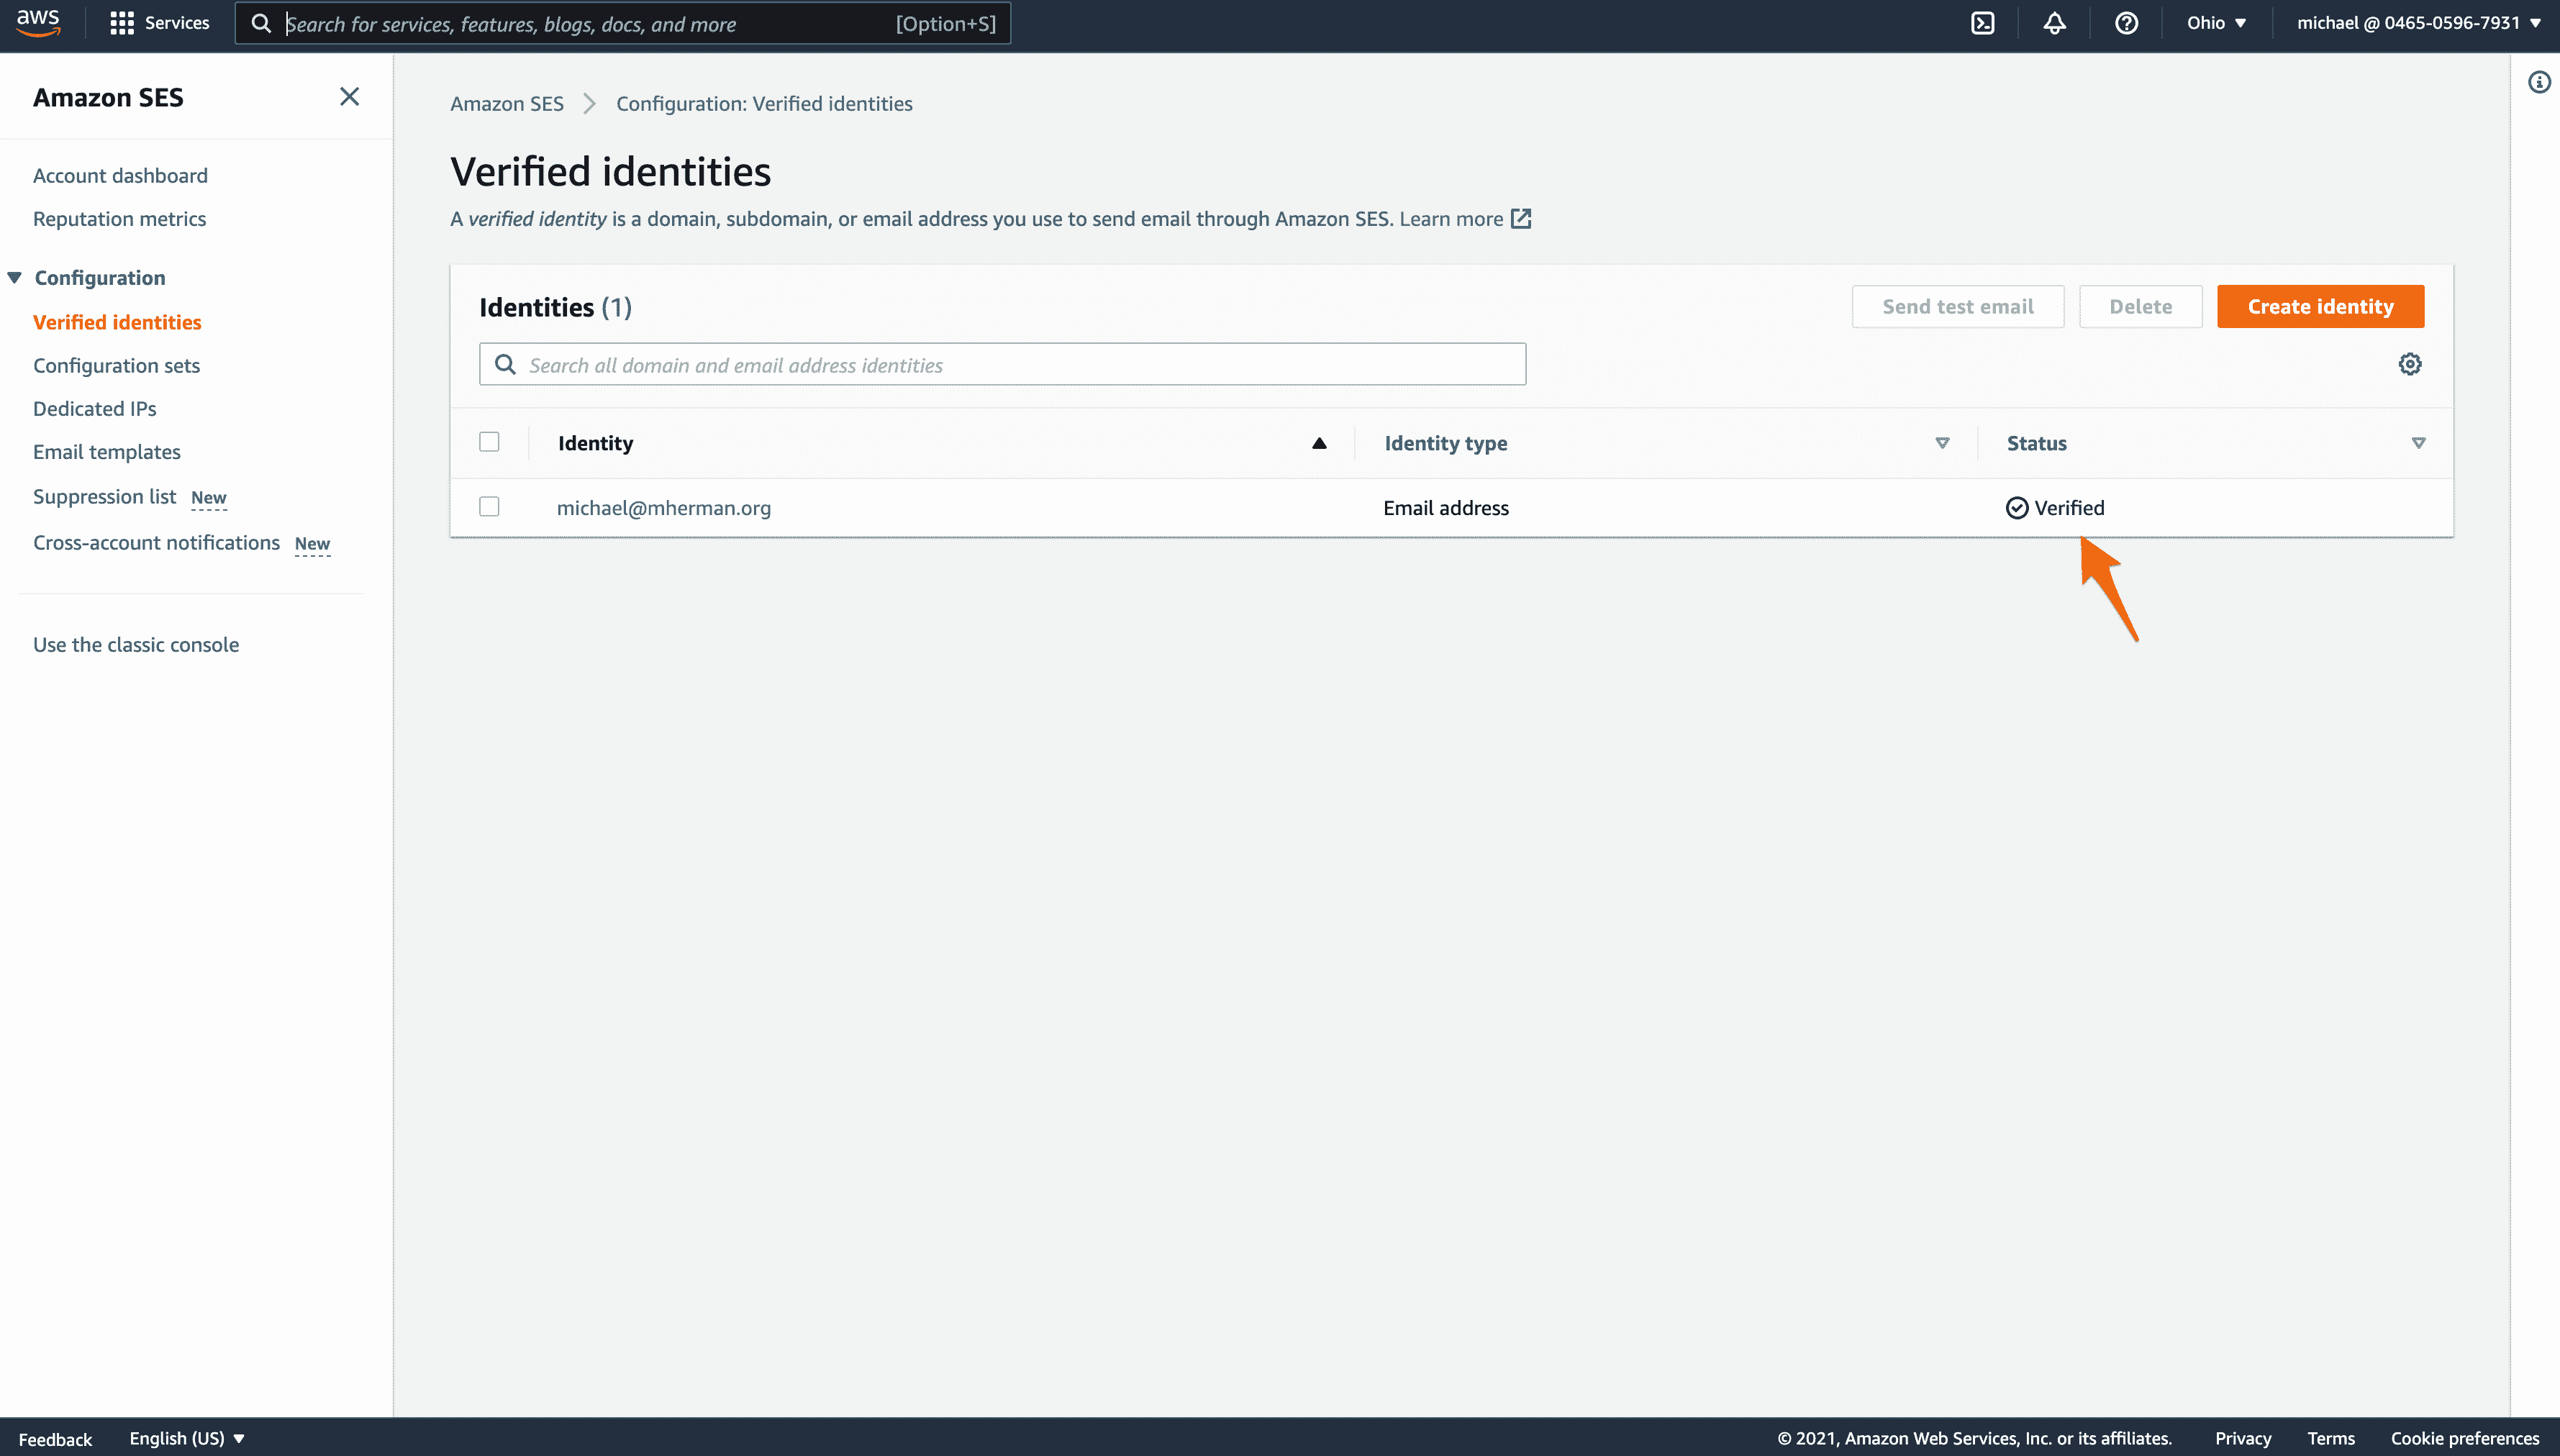 aws Services Search for services, features, blogs, docs, and more [Option+S] Ohio michael @ 0465-0596-7931
Amazon SES
Account dashboard
Reputation metrics
Configuration
Verified identities
Configuration sets
Dedicated IPs
Email templates
Suppression list New
Cross-account notifications New
Use the classic console
Amazon SES Configuration: Verified identities
Verified identities
A verified identity is a domain, subdomain, or email address you use to send email through Amazon SES. Learn more
Identities (1) Send test email Delete Create identity
Search all domain and email address identities
Identity Identity type Status
michael@mherman.org Email address Verified
Feedback English (US) © 2021, Amazon Web Services, Inc. or its affiliates. Privacy Terms Cookie preferences